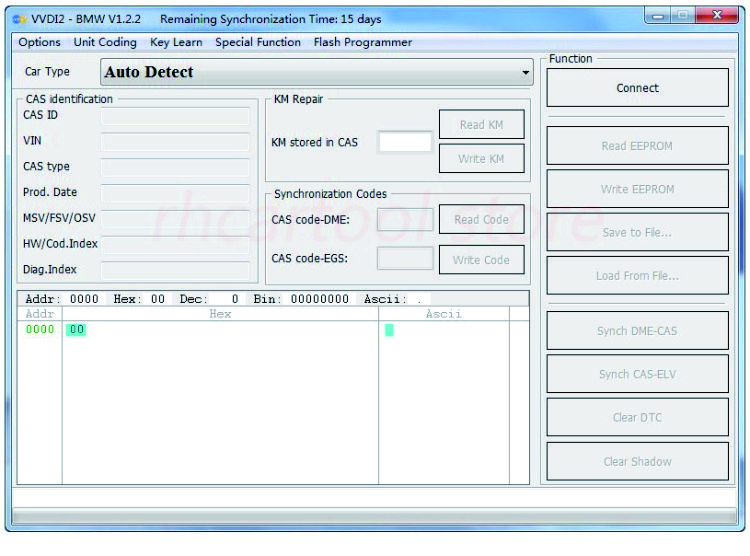 VVDI2 - BMW V1.2.2 Remaining Synchronization Time: 15 days
Options Unit Coding Key Learn Special Function Flash Programmer
Car Type Auto Detect
CAS identification
CAS ID
VIN
CAS type
Prod. Date
MSV/FSV/OSV
HW/Cod.Index
Diag.Index
KM Repair
KM stored in CAS
Read KM
Write KM
Synchronization Codes
CAS code-DME:
Read Code
CAS code-EGS:
Write Code
Function
Connect
Read EEPROM
Write EEPROM
Save to File...
Load From File...
Synch DME-CAS
Synch CAS-ELV
Clear DTC
Clear Shadow
Addr: 0000 Hex: 00 Dec: 0 Bin: 00000000 Ascii: .
Addr Hex Ascii
0000 00
rhcartool store